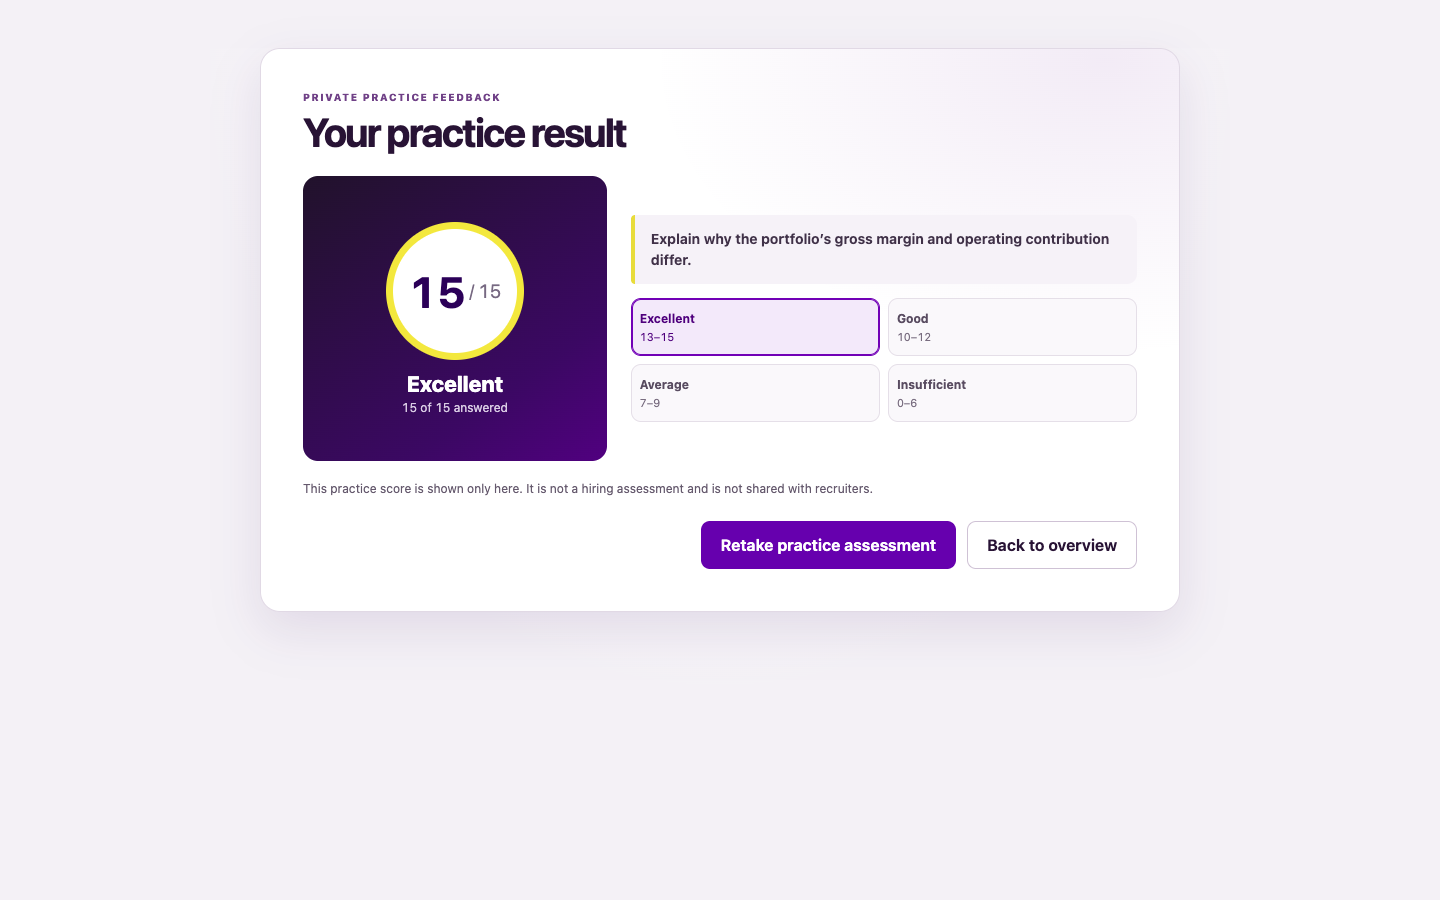 PRIVATE PRACTICE FEEDBACK
Your practice result
15 / 15
Excellent
15 of 15 answered
Explain why the portfolio’s gross margin and operating contribution
differ.
Excellent
13–15
Good
10–12
Average
7–9
Insufficient
0–6
This practice score is shown only here. It is not a hiring assessment and is not shared with recruiters.
Retake practice assessment
Back to overview